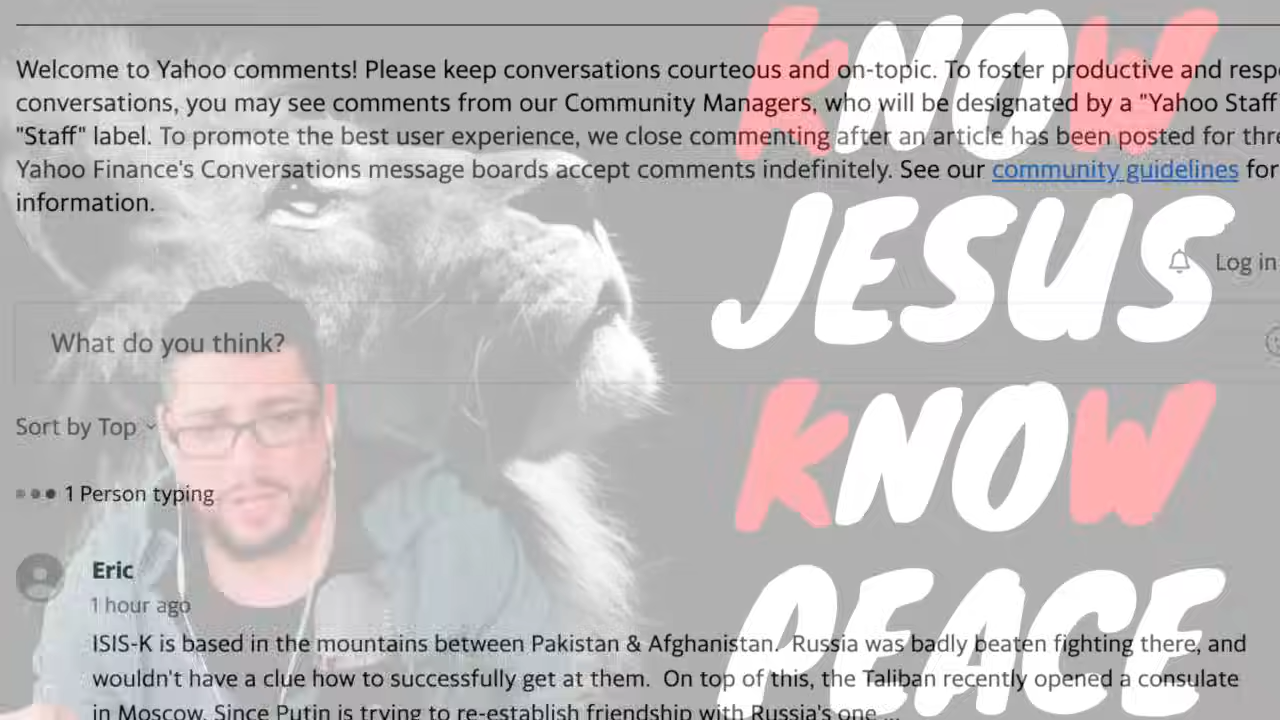 Welcome to Yahoo comments! Please keep conversations courteous and on-topic. To foster productive and resp
conversations, you may see comments from our Community Managers, who will be designated by a "Yahoo Staff
"Staff" label. To promote the best user experience, we close commenting after an article has been posted for thr
Yahoo Finance's Conversations message boards accept comments indefinitely. See our community guidelines for
information.
Log in
What do you think?
Sort by Top
1 Person typing
Eric
1 hour ago
ISIS-K is based in the mountains between Pakistan & Afghanistan. Russia was badly beaten fighting there, and
wouldn't have a clue how to successfully get at them. On top of this, the Taliban recently opened a consulate
in Moscow. Since Putin is trying to re-establish friendship with Russia's one ...
kNOW
JESUS
kNOW
PEACE